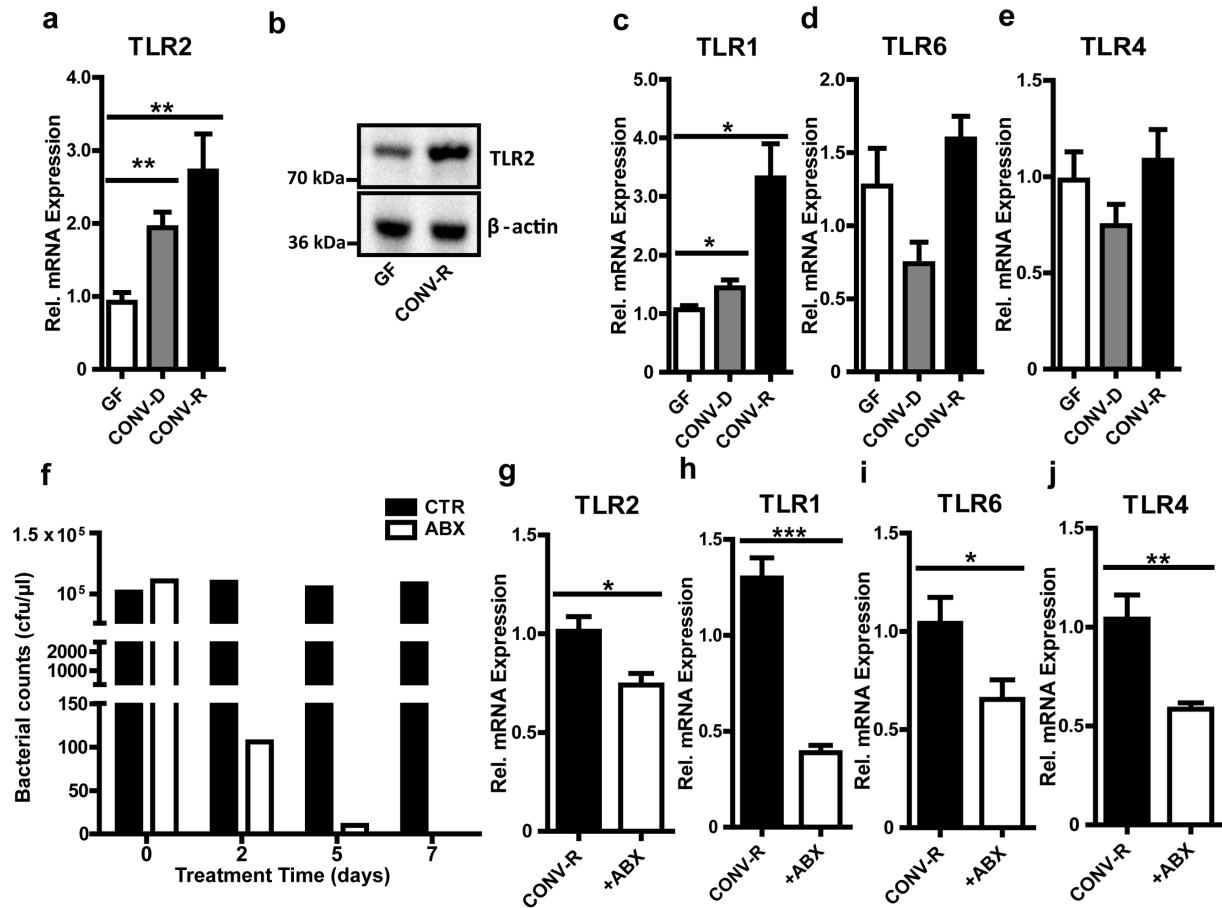 a
TLR2
Rel. mRNA Expression
4.0
3.0
2.0
1.0
0
**
**
GF
CONV-D
CONV-R
b
70 kDa
36 kDa
TLR2
β-actin
GF
CONV-R
c
TLR1
Rel. mRNA Expression
5.0
4.0
3.0
2.0
1.0
0
*
*
GF
CONV-D
CONV-R
d
TLR6
Rel. mRNA Expression
2.0
1.5
1.0
0.5
0
GF
CONV-D
CONV-R
e
TLR4
Rel. mRNA Expression
1.5
1.0
0.5
0
GF
CONV-D
CONV-R
f
CTR
ABX
Bacterial counts (cfu/µl)
1.5 x 10⁵
10⁵
2000
1000
150
100
50
0
0
2
5
7
Treatment Time (days)
g
TLR2
Rel. mRNA Expression
1.5
1.0
0.5
0
*
CONV-R
+ABX
h
TLR1
Rel. mRNA Expression
1.5
1.0
0.5
0
***
CONV-R
+ABX
i
TLR6
Rel. mRNA Expression
1.5
1.0
0.5
0
*
CONV-R
+ABX
j
TLR4
Rel. mRNA Expression
1.5
1.0
0.5
0
**
CONV-R
+ABX